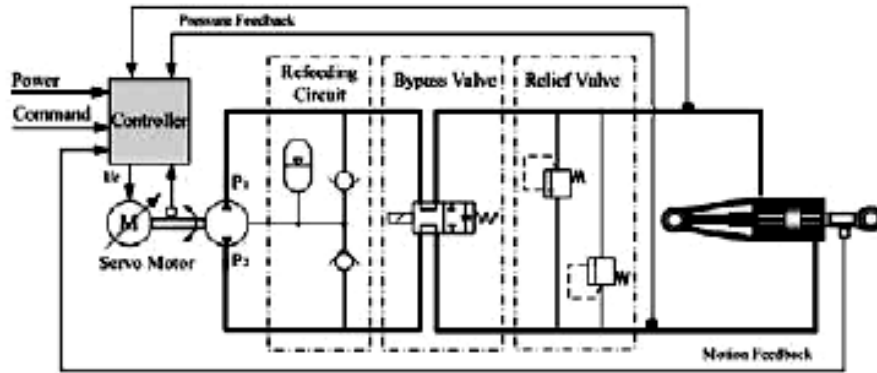 Pressure Feedback
Refeeding
Circuit
Bypass Valve
Relief Valve
Power
Command
Controller
M
Servo Motor
P1
P2
Motion Feedback